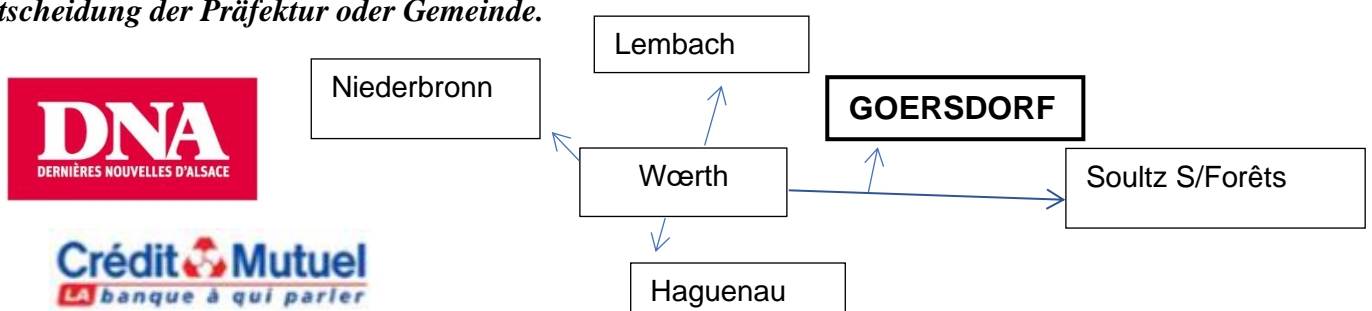 tscheidung der Präfektur oder Gemeinde.
Lembach
Niederbronn
GOERSDORF
DNA
DERNIÈRES NOUVELLES D'ALSACE
Wœrth
Soultz S/Forêts
Crédit Mutuel
LA banque à qui parler
Haguenau